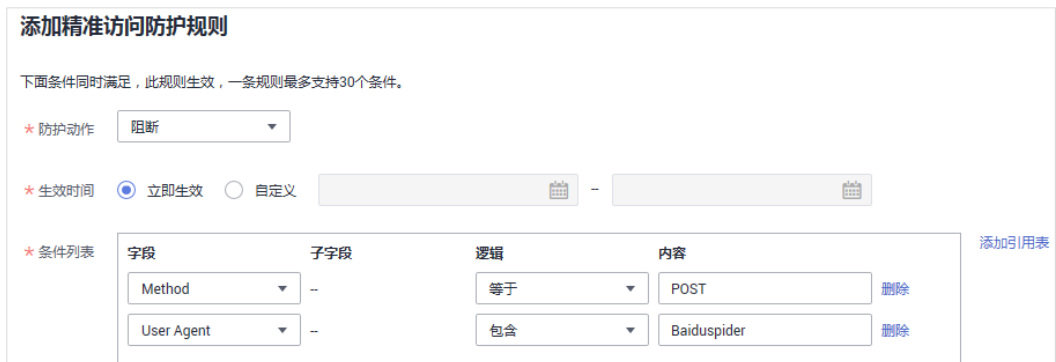 添加精准访问防护规则
下面条件同时满足，此规则生效，一条规则最多支持30个条件。
* 防护动作 阻断
* 生效时间 立即生效 自定义 –
* 条件列表 添加引用表
字段 子字段 逻辑 内容
Method -- 等于 POST 删除
User Agent -- 包含 Baiduspider 删除